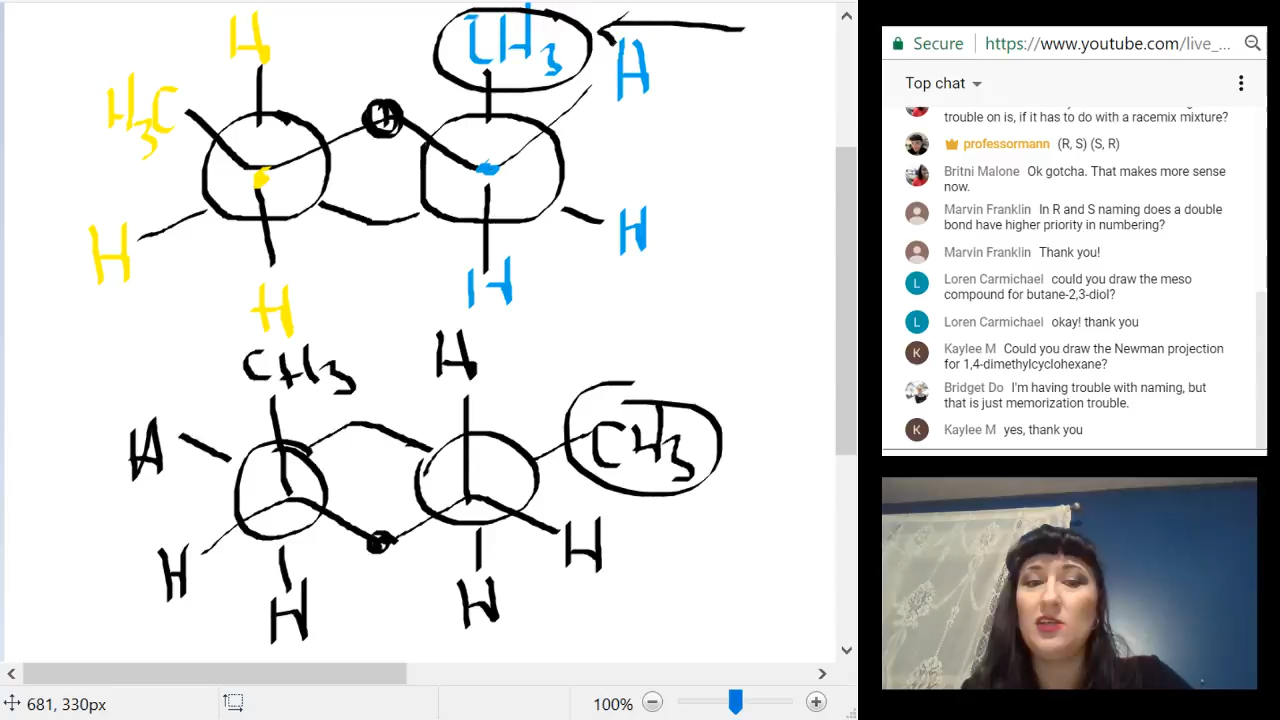 H
CH3
H
H3C
H
H
H
H
CH3
H
H
CH3
H
H
H
H
H
681, 330px
100%
Secure
https://www.youtube.com/live_...
Top chat
trouble on is, if it has to do with a racemix mixture?
professormann (R, S) (S, R)
Britni Malone Ok gotcha. That makes more sense
now.
Marvin Franklin In R and S naming does a double
bond have higher priority in numbering?
Marvin Franklin Thank you!
L
Loren Carmichael could you draw the meso
compound for butane-2,3-diol?
L
Loren Carmichael okay! thank you
K
Kaylee M Could you draw the Newman projection
for 1,4-dimethylcyclohexane?
Bridget Do I'm having trouble with naming, but
that is just memorization trouble.
K
Kaylee M yes, thank you